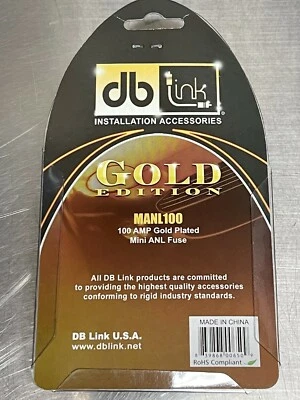 db Link
INSTALLATION ACCESSORIES
GOLD
EDITION
MANL100
100 AMP Gold Plated
Mini ANL Fuse
All DB Link products are committed
to providing the highest quality accessories
conforming to rigid industry standards.
DB Link U.S.A.
www.dblink.net
MADE IN CHINA
RoHS Compliant